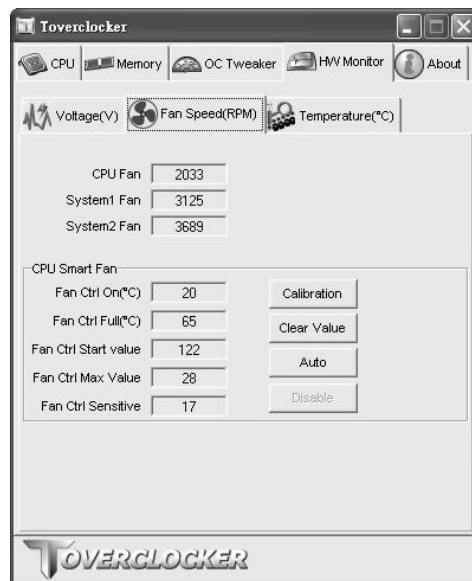 Toverclocker
CPU Memory OC Tweaker H/W Monitor About
Voltage(V) Fan Speed(RPM) Temperature(°C)
CPU Fan 2033
System1 Fan 3125
System2 Fan 3689
CPU Smart Fan
Fan Ctrl On(°C) 20 Calibration
Fan Ctrl Full(°C) 65 Clear Value
Fan Ctrl Start value 122
Auto
Fan Ctrl Max Value 28
Disable
Fan Ctrl Sensitive 17
TOVERCLOCKER